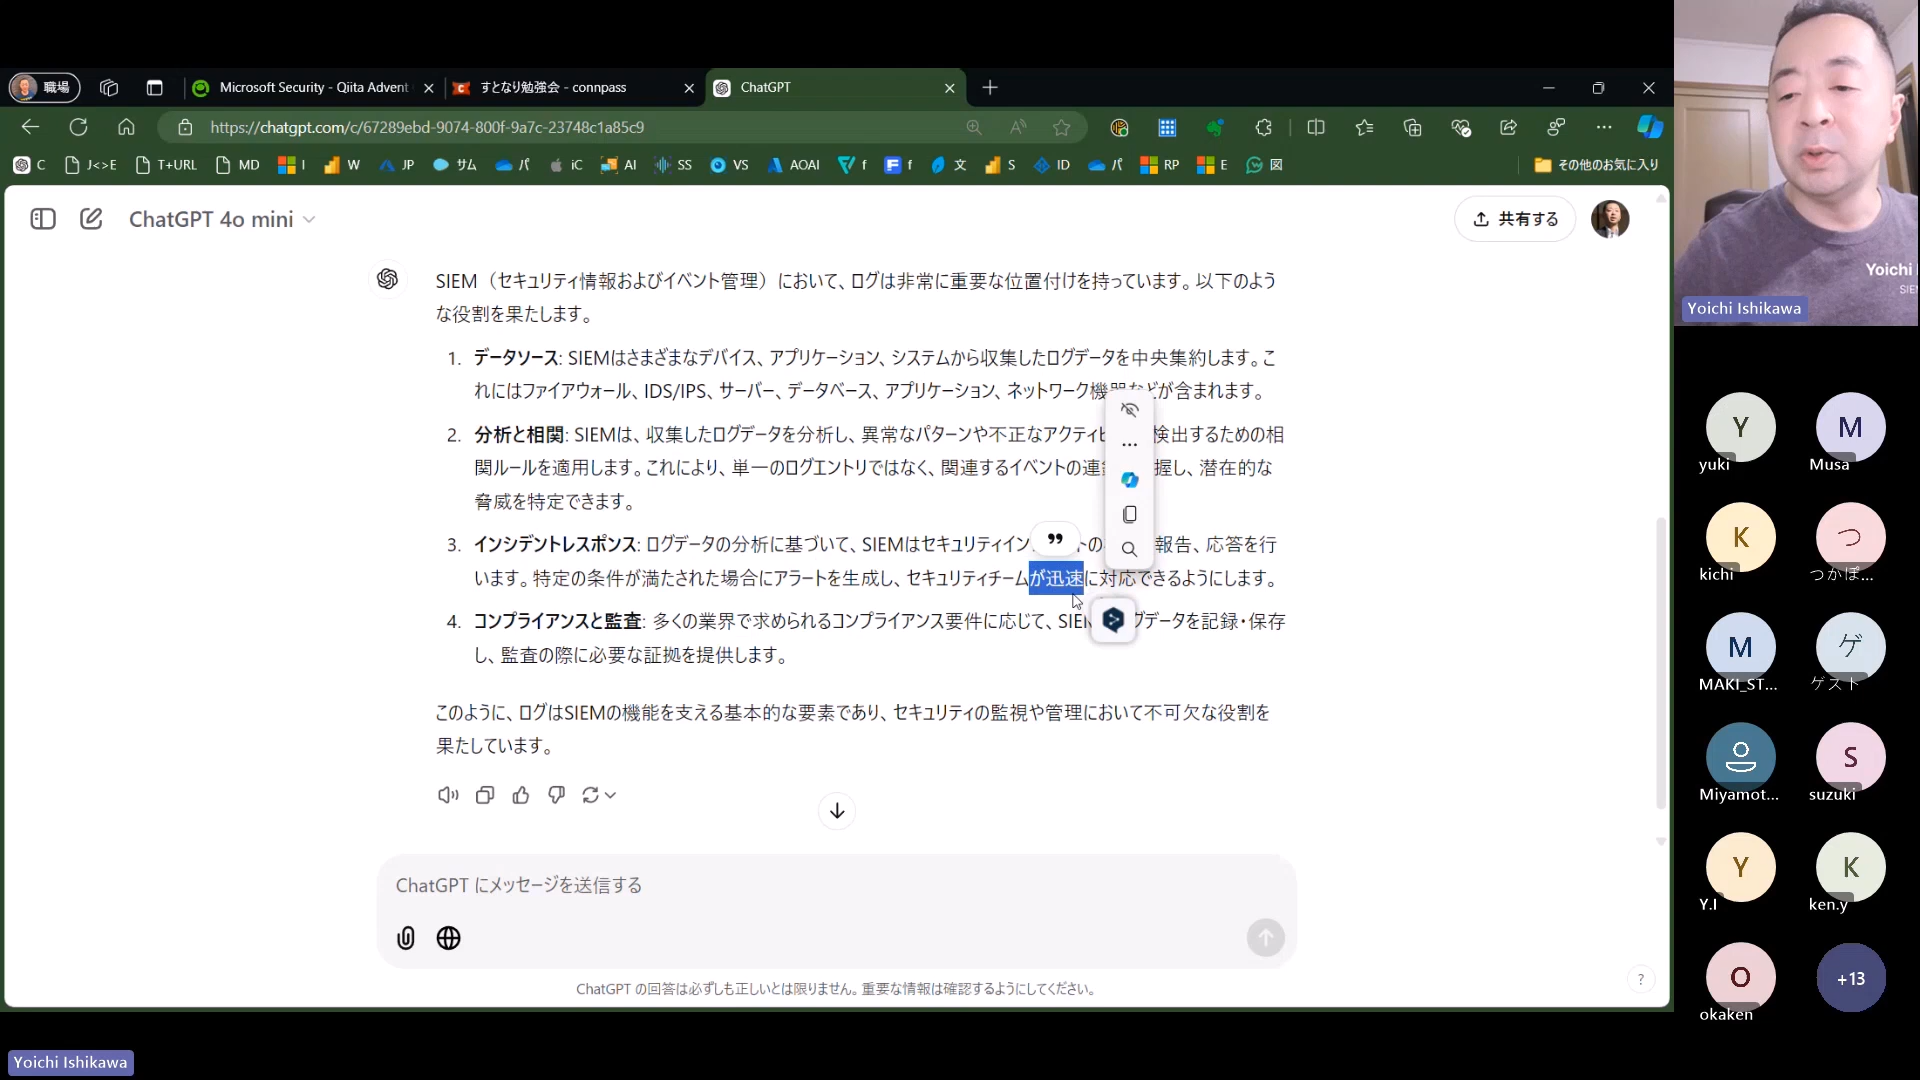 職場
Microsoft Security - Qiita Advent
すとなり勉強会 - connpass
ChatGPT
https://chatgpt.com/c/67289ebd-9074-800f-9a7c-23748c1a85c9
C
J<>E
T+URL
MD
I
W
JP
サム
パ
iC
AI
SS
VS
AOAI
f
f
文
S
ID
パ
RP
E
図
その他のお気に入り
ChatGPT 4o mini
共有する
SIEM（セキュリティ情報およびイベント管理）において、ログは非常に重要な位置付けを持っています。以下のよう
な役割を果たします。
1. データソース: SIEMはさまざまなデバイス、アプリケーション、システムから収集したログデータを中央集約します。こ
れにはファイアウォール、IDS/IPS、サーバー、データベース、アプリケーション、ネットワーク機器などが含まれます。
2. 分析と相関: SIEMは、収集したログデータを分析し、異常なパターンや不正なアクティビ 検出するための相
関ルールを適用します。これにより、単一のログエントリではなく、関連するイベントの連 握し、潜在的な
脅威を特定できます。
3. インシデントレスポンス: ログデータの分析に基づいて、SIEMはセキュリティイン トの 報告、応答を行
います。特定の条件が満たされた場合にアラートを生成し、セキュリティチームが迅速に対応できるようにします。
4. コンプライアンスと監査: 多くの業界で求められるコンプライアンス要件に応じて、SIEM グデータを記録・保存
し、監査の際に必要な証拠を提供します。
このように、ログはSIEMの機能を支える基本的な要素であり、セキュリティの監視や管理において不可欠な役割を
果たしています。
ChatGPT にメッセージを送信する
ChatGPT の回答は必ずしも正しいとは限りません。重要な情報は確認するようにしてください。
?
Yoichi
SIE
Yoichi Ishikawa
Y
yuki
M
Musa
K
kichi
つ
つかぽ...
M
MAKI_ST...
ゲ
ゲスト
Miyamot...
S
suzuki
Y
Y.I
K
ken.y
O
okaken
+13
Yoichi Ishikawa